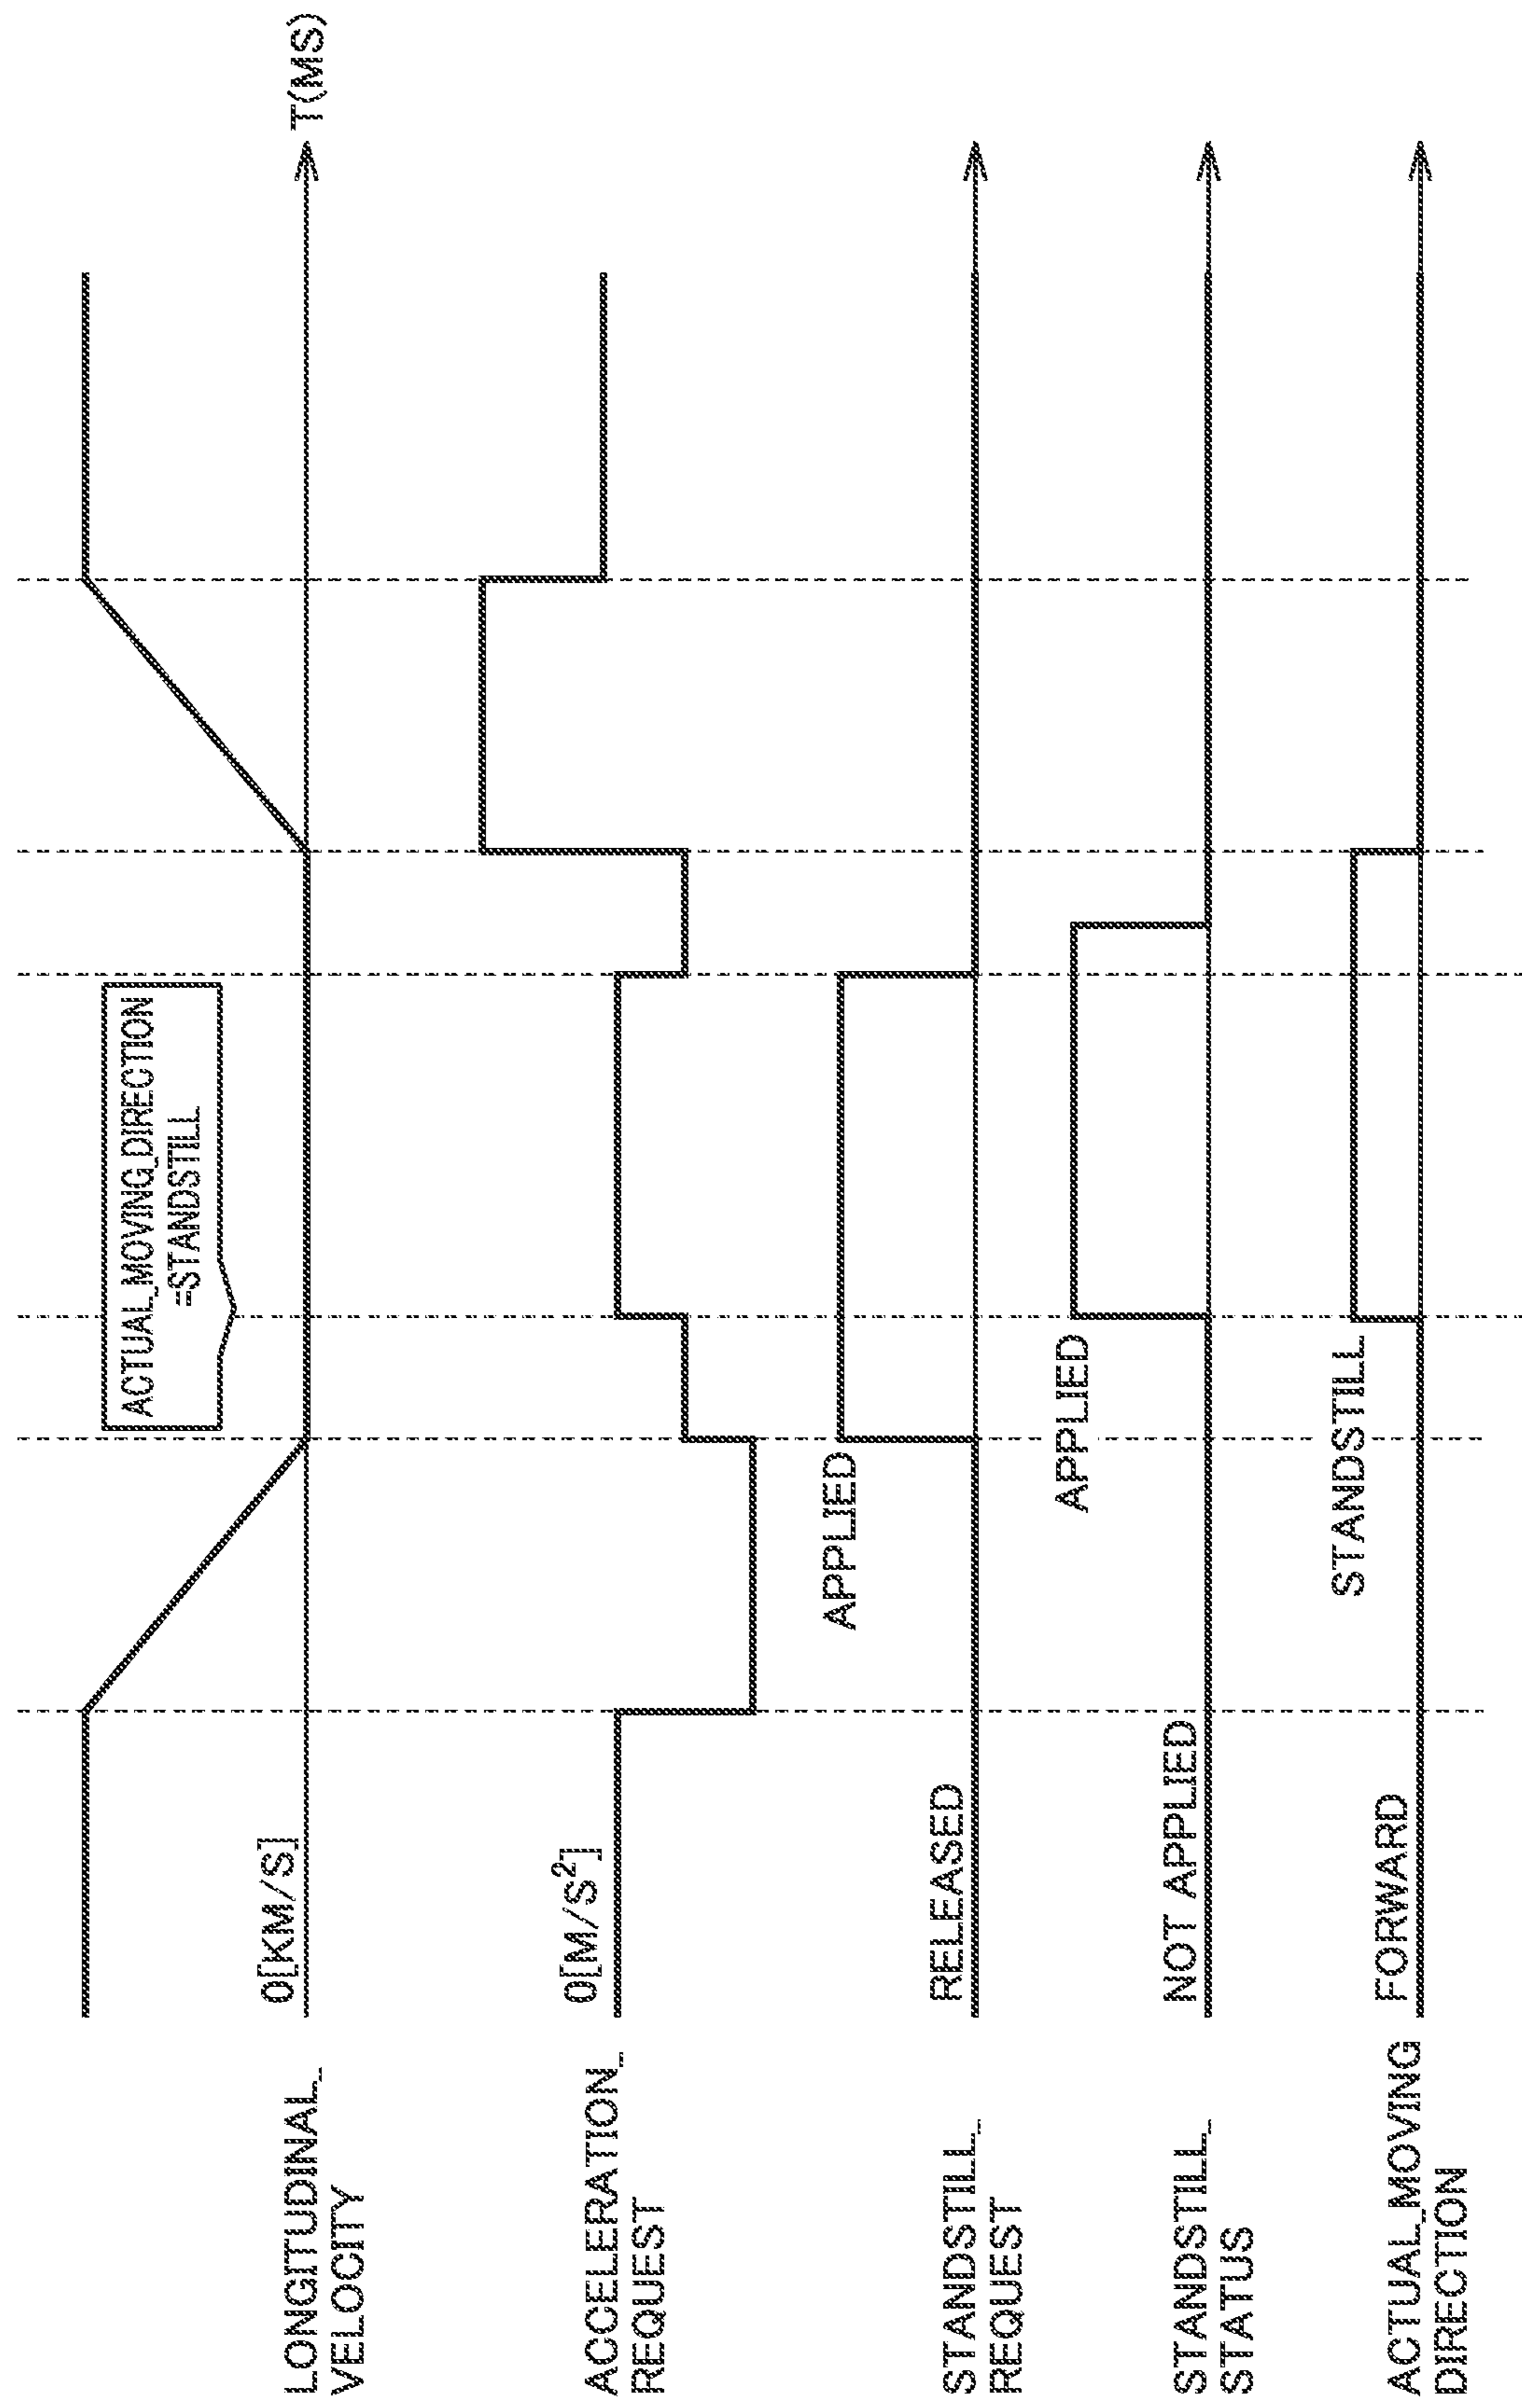 ACTUAL_MOVING_DIRECTION
=STANDSTILL
0[KM/S]
T(MS)
LONGITUDINAL_
VELOCITY
0[M/S²]
ACCELERATION_
REQUEST
APPLIED
RELEASED
STANDSTILL_
REQUEST
APPLIED
NOT APPLIED
STANDSTILL_
STATUS
STANDSTILL
FORWARD
ACTUAL_MOVING
DIRECTION